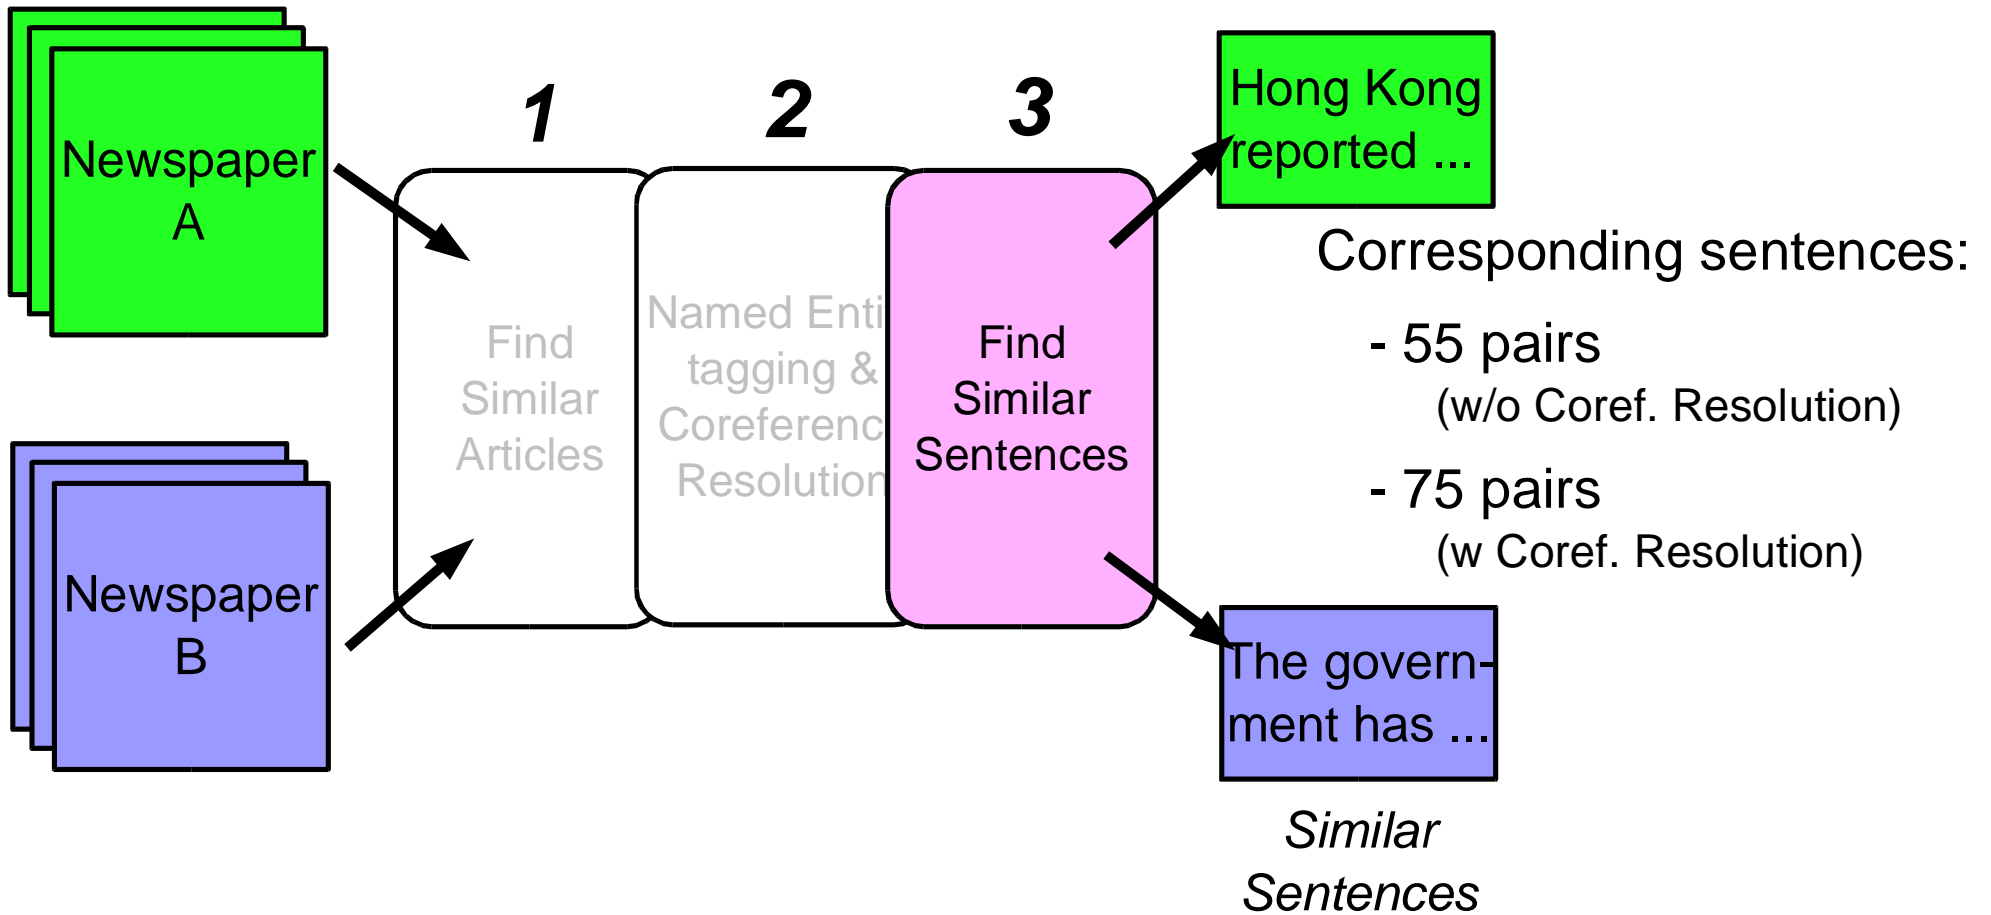 Newspaper
A
Newspaper
B
1
2
3
Find
Similar
Articles
Named Enti
tagging &
Coreferenc
Resolution
Find
Similar
Sentences
Hong Kong
reported ...
Corresponding sentences:
- 55 pairs
(w/o Coref. Resolution)
- 75 pairs
(w Coref. Resolution)
The govern-
ment has ...
Similar
Sentences